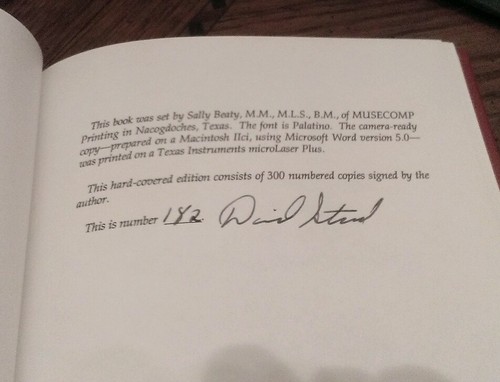 This book was set by Sally Beaty, M.M., M.L.S., B.M., of MUSECOMP
Printing in Nacogdoches, Texas. The font is Palatino. The camera-ready
copy—prepared on a Macintosh IIci, using Microsoft Word version 5.0—
was printed on a Texas Instruments microLaser Plus.
This hard-covered edition consists of 300 numbered copies signed by the
author.
This is number 182. David